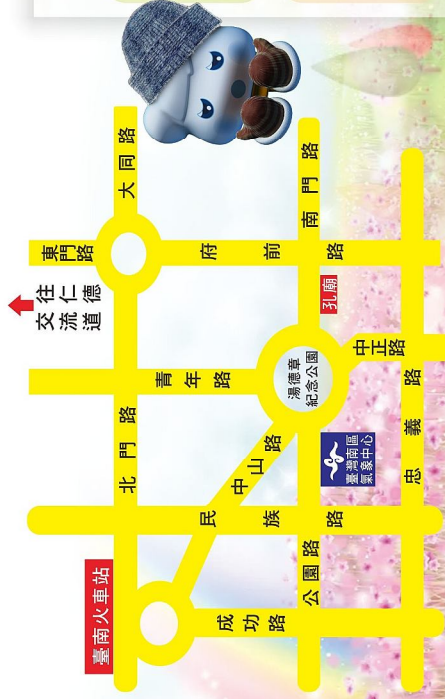 大同路
東門路
府前路
南門路
往仁德
交流道
孔廟
青年路
湯德章
紀念公園
中正路
北門路
中山路
臺灣南區
氣象中心
忠義路
民族路
臺南火車站
成功路
公園路